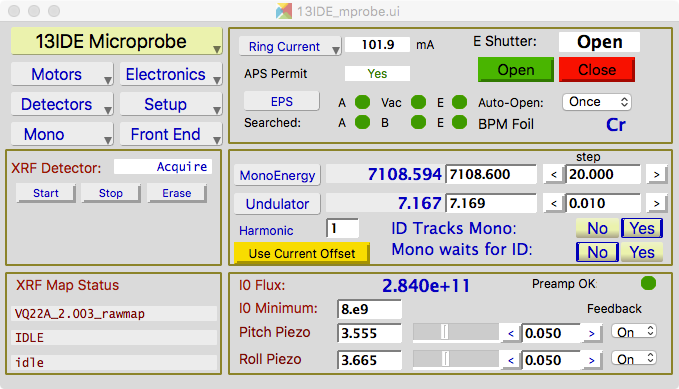 13IDE_mprobe.ui
13IDE Microprobe
Motors Electronics
Detectors Setup
Mono Front End
Ring Current 101.9 mA E Shutter: Open
APS Permit Yes Open Close
EPS A Vac E Auto-Open: Once
Searched: A B E BPM Foil Cr
XRF Detector: Acquire
Start Stop Erase
step
MonoEnergy 7108.594 7108.600 < 20.000 >
Undulator 7.167 7.169 < 0.010 >
Harmonic 1 ID Tracks Mono: No Yes
Use Current Offset Mono waits for ID: No Yes
XRF Map Status
VQ22A_2.003_rawmap
IDLE
idle
I0 Flux: 2.840e+11 Preamp OK
I0 Minimum: 8.e9 Feedback
Pitch Piezo 3.555 < 0.050 > On
Roll Piezo 3.665 < 0.050 > On